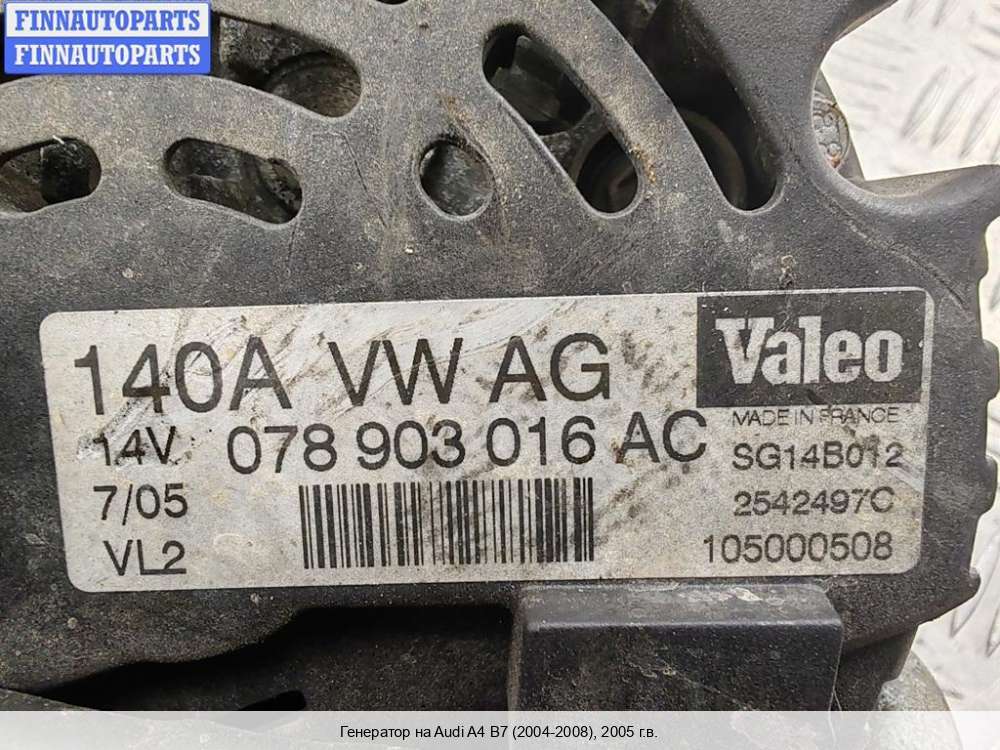 FINNAUTOPARTS
FINNAUTOPARTS
140A VW AG
Valeo
MADE IN FRANCE
14V 078 903 016 AC
SG14B012
7/05
2542497C
VL2
105000508
Генератор на Audi A4 B7 (2004-2008), 2005 г.в.